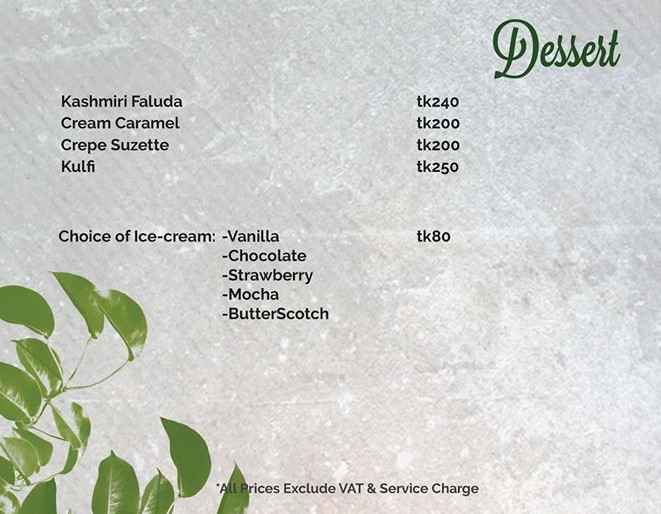 Dessert
Kashmiri Faluda tk240
Cream Caramel tk200
Crepe Suzette tk200
Kulfi tk250
Choice of Ice-cream: -Vanilla tk80
-Chocolate
-Strawberry
-Mocha
-ButterScotch
*All Prices Exclude VAT & Service Charge